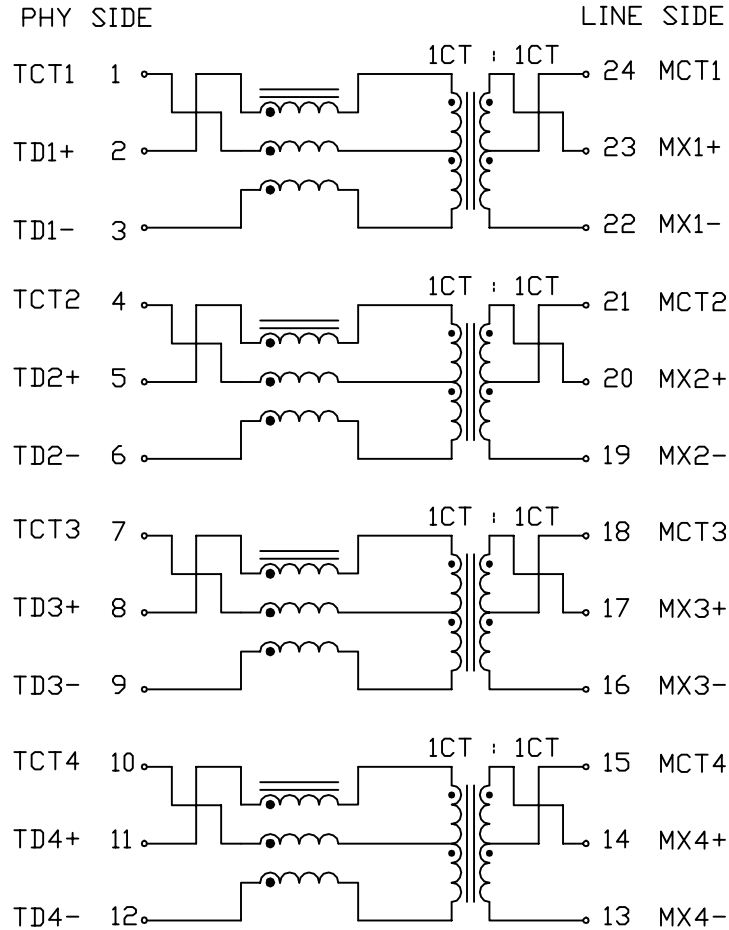 PHY SIDE LINE SIDE
1CT : 1CT
TCT1 1 24 MCT1
TD1+ 2 23 MX1+
TD1- 3 22 MX1-
1CT : 1CT
TCT2 4 21 MCT2
TD2+ 5 20 MX2+
TD2- 6 19 MX2-
1CT : 1CT
TCT3 7 18 MCT3
TD3+ 8 17 MX3+
TD3- 9 16 MX3-
1CT : 1CT
TCT4 10 15 MCT4
TD4+ 11 14 MX4+
TD4- 12 13 MX4-